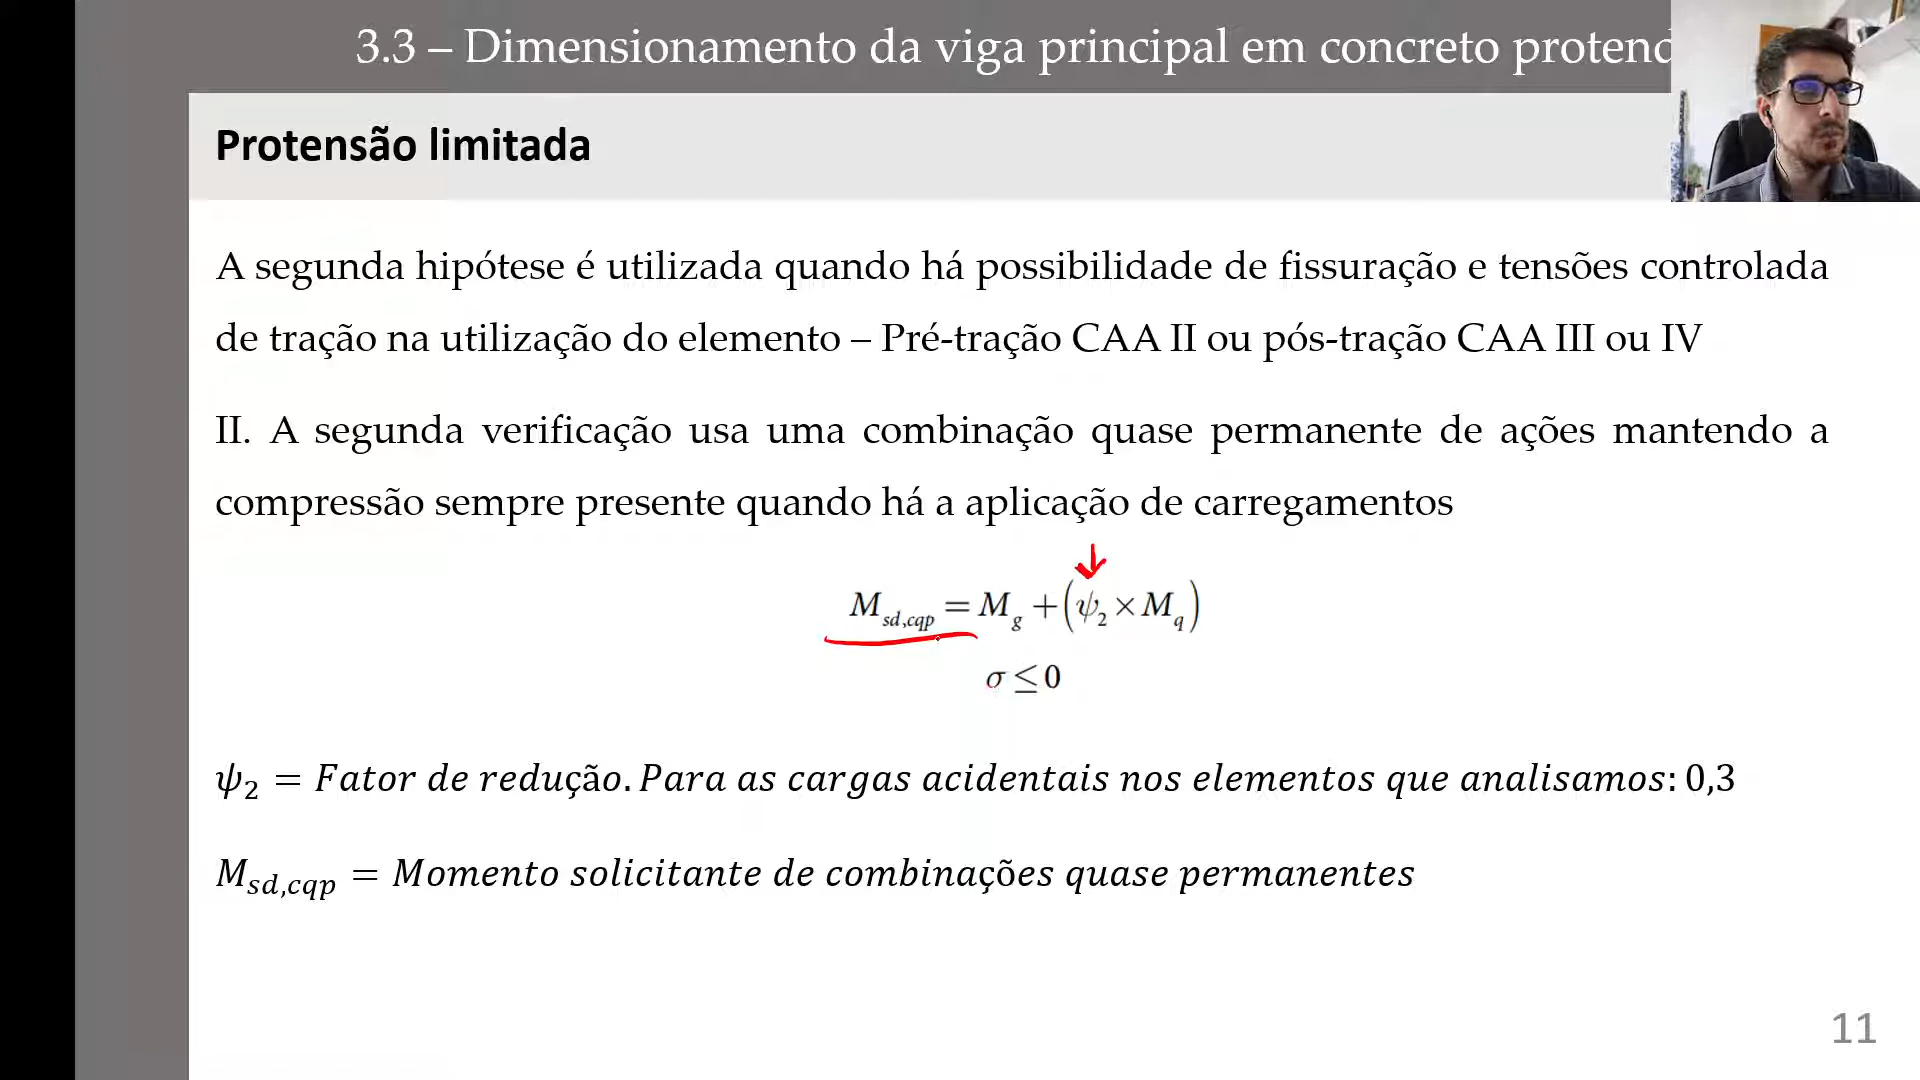 3.3 – Dimensionamento da viga principal em concreto protend
Protensão limitada
A segunda hipótese é utilizada quando há possibilidade de fissuração e tensões controlada
de tração na utilização do elemento – Pré-tração CAA II ou pós-tração CAA III ou IV
II. A segunda verificação usa uma combinação quase permanente de ações mantendo a
compressão sempre presente quando há a aplicação de carregamentos
M_{sd,cqp} = M_g + (ψ_2 × M_q)
σ ≤ 0
ψ_2 = Fator de redução. Para as cargas acidentais nos elementos que analisamos: 0,3
M_{sd,cqp} = Momento solicitante de combinações quase permanentes
11